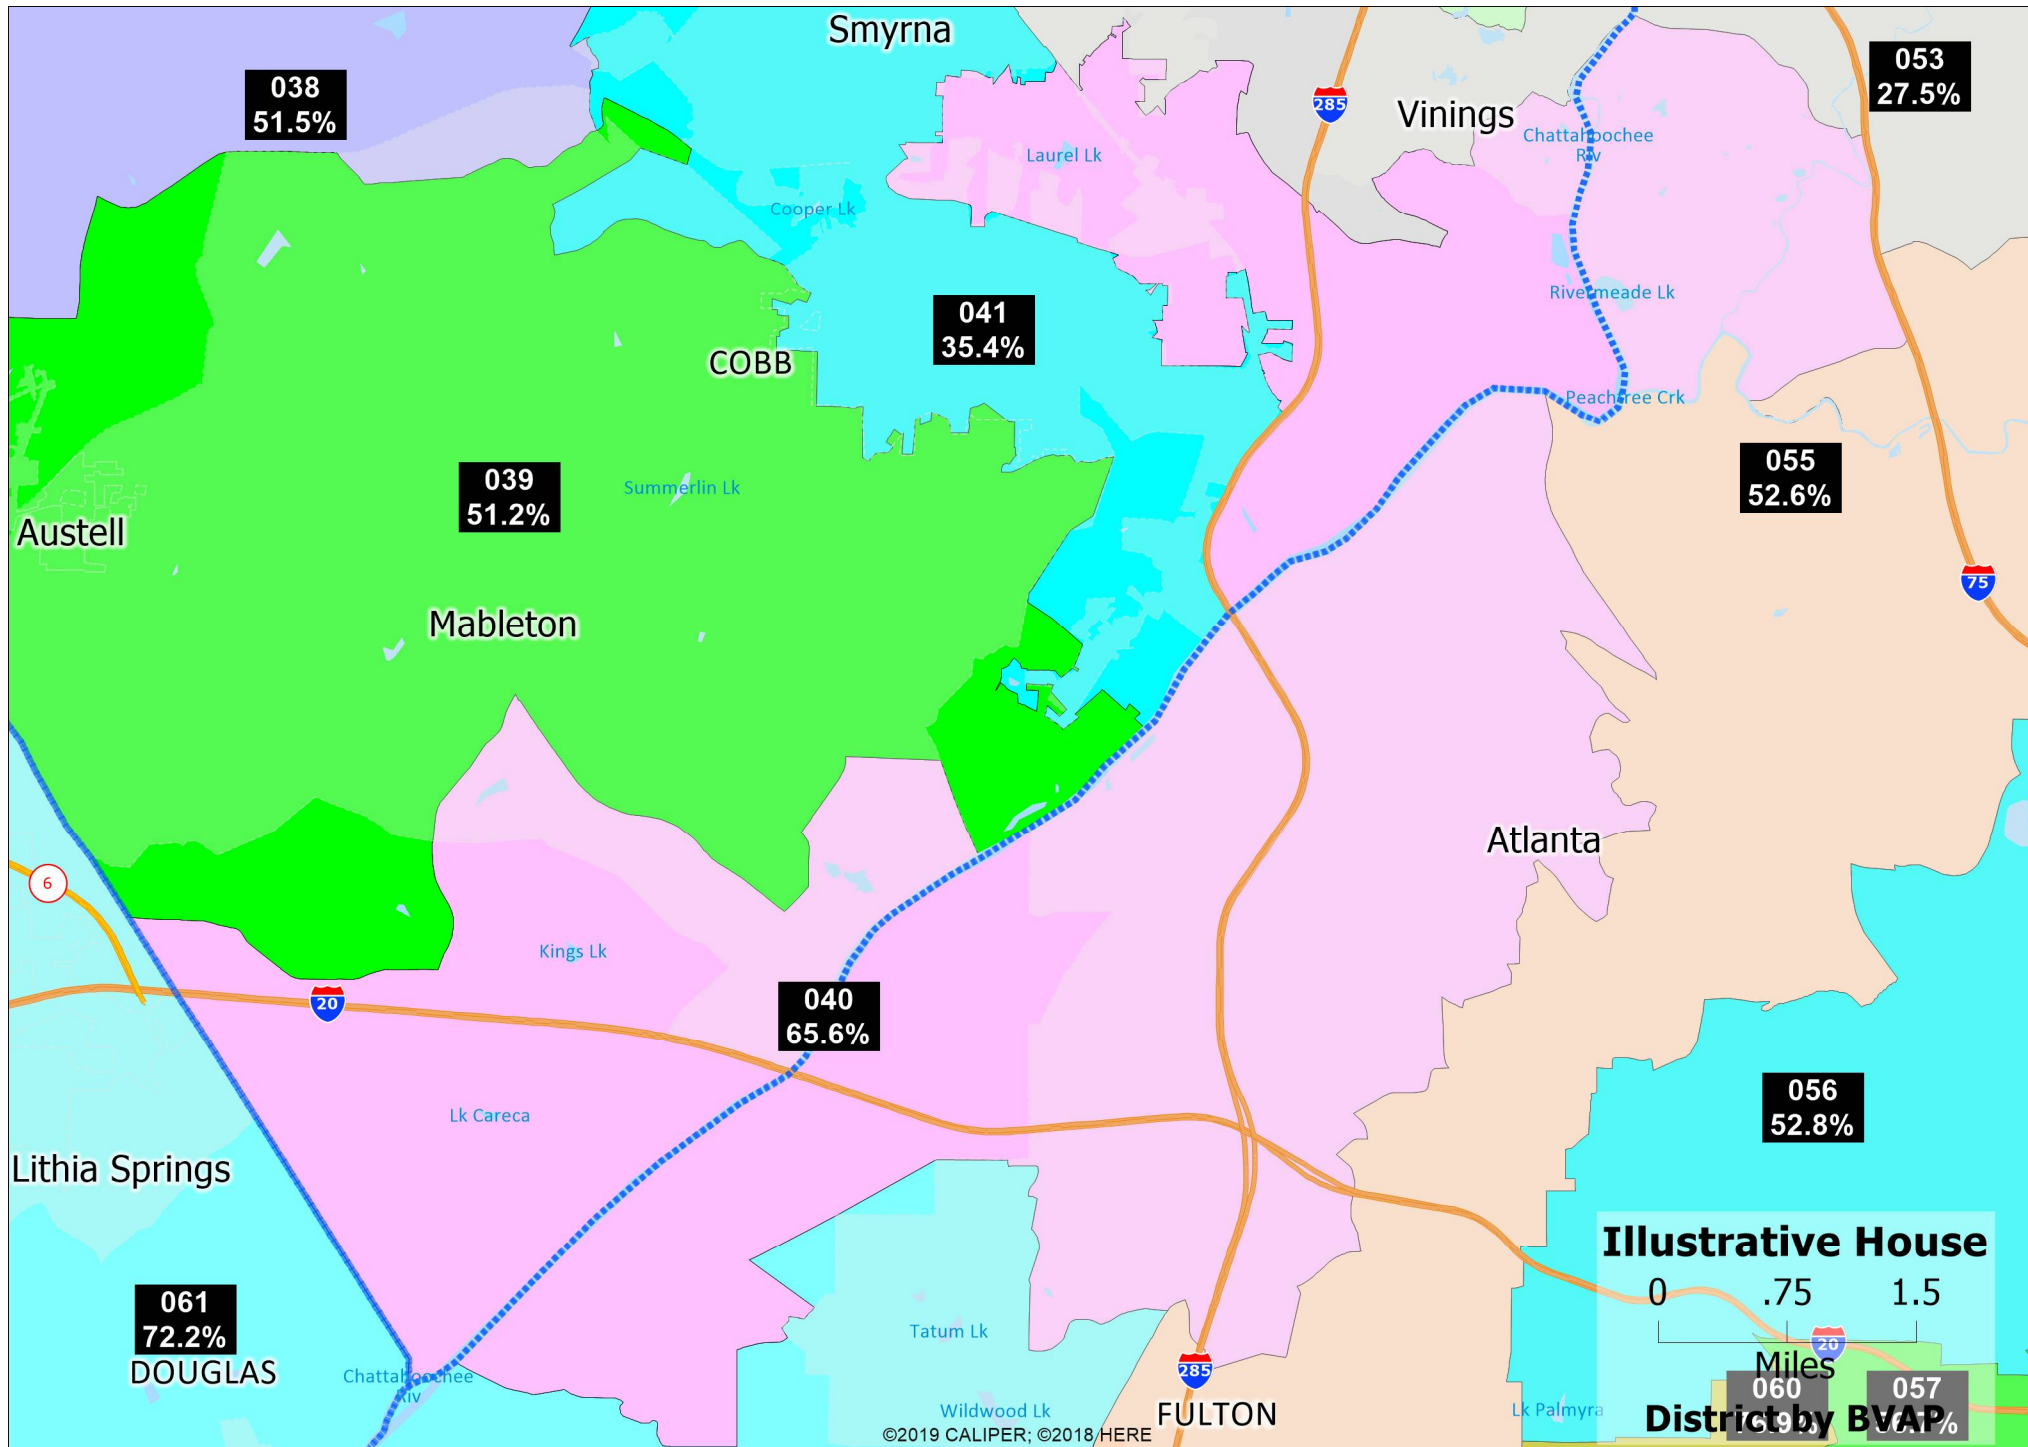 Smyrna
038
51.5%
053
27.5%
285
Vinings
Chattahoochee
Riv
Laurel Lk
Cooper Lk
Rivermeade Lk
041
35.4%
COBB
Peachtree Crk
055
52.6%
039
51.2%
Summerlin Lk
Austell
75
Mableton
Atlanta
6
Kings Lk
20
040
65.6%
Lk Careca
056
52.8%
Lithia Springs
Illustrative House
0 .75 1.5
Miles
061
72.2%
DOUGLAS
Tatum Lk
20
Chattahoochee
Riv
285
060
057
Wildwood Lk
FULTON
Lk Palmyra
District by BVAP
©2019 CALIPER; ©2018 HERE